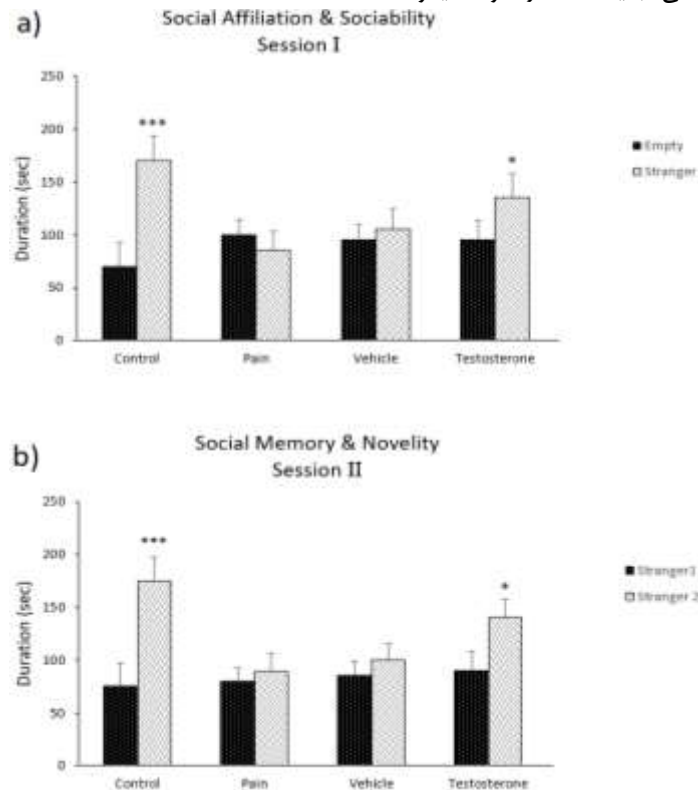 a)
Social Affiliation & Sociability
Session I
250
200
150
100
50
0
Duration (sec)
***
*
Empty
Stranger
Control
Pain
Vehicle
Testosterone
b)
Social Memory & Novelity
Session II
250
200
150
100
50
0
Duration (sec)
***
*
Stranger1
Stranger 2
Control
Pain
Vehicle
Testosterone